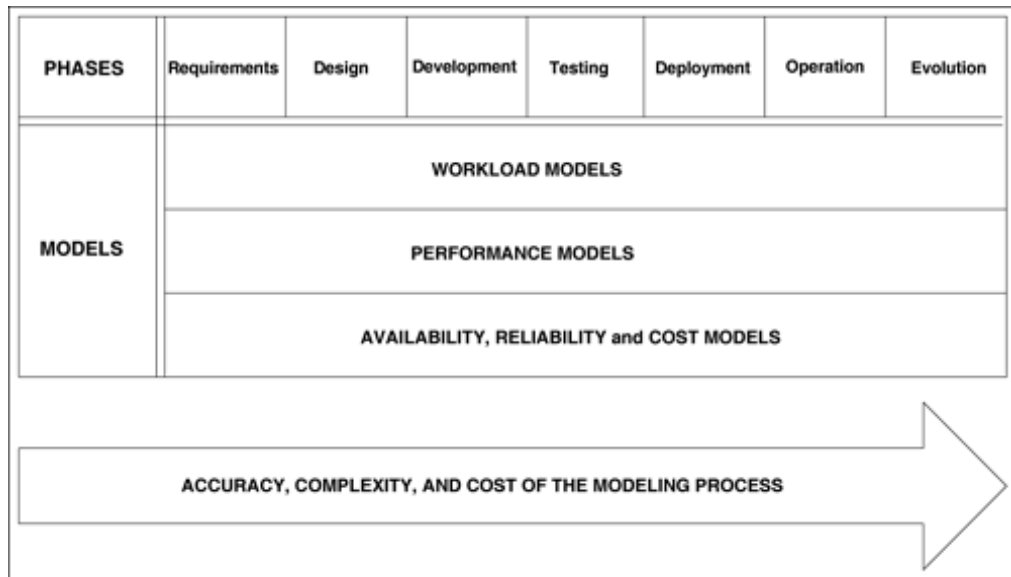 PHASES
Requirements
Design
Development
Testing
Deployment
Operation
Evolution
MODELS
WORKLOAD MODELS
PERFORMANCE MODELS
AVAILABILITY, RELIABILITY and COST MODELS
ACCURACY, COMPLEXITY, AND COST OF THE MODELING PROCESS